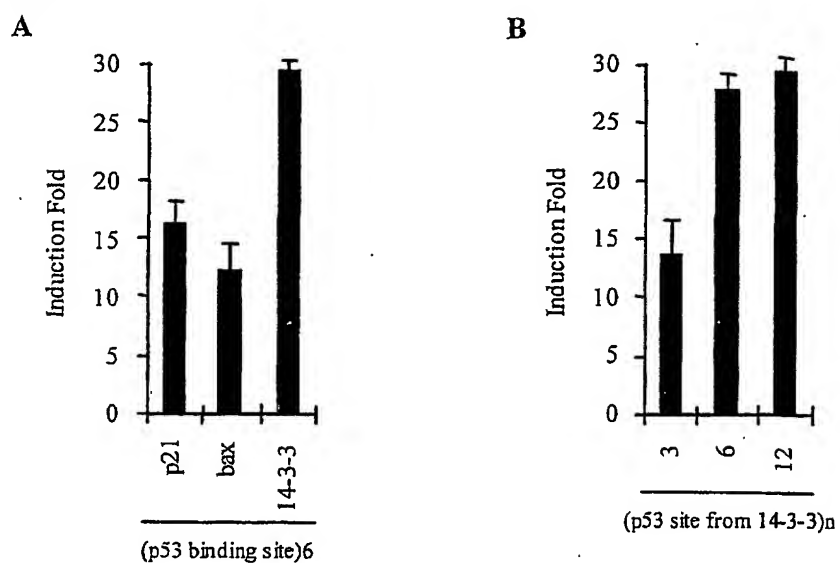 A
Induction Fold
30
25
20
15
10
5
0
p21
bax
14-3-3
(p53 binding site)6
B
Induction Fold
30
25
20
15
10
5
0
3
6
12
(p53 site from 14-3-3)n